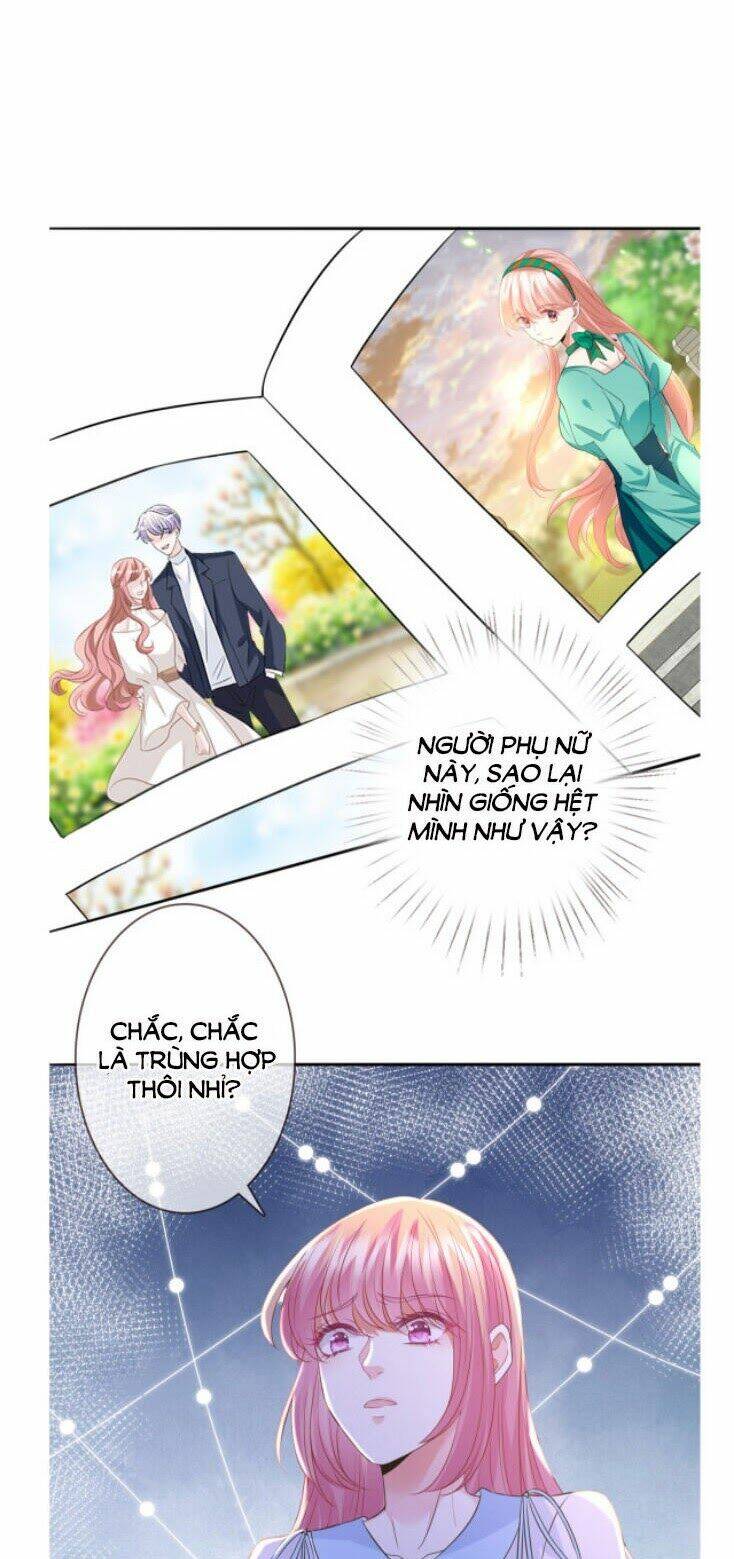 NGƯỜI PHỤ NỮ
NÀY, SAO LẠI
NHÌN GIỐNG HỆT
MÌNH NHƯ VẬY?
CHẮC, CHẮC
LÀ TRÙNG HỢP
THÔI NHỈ?